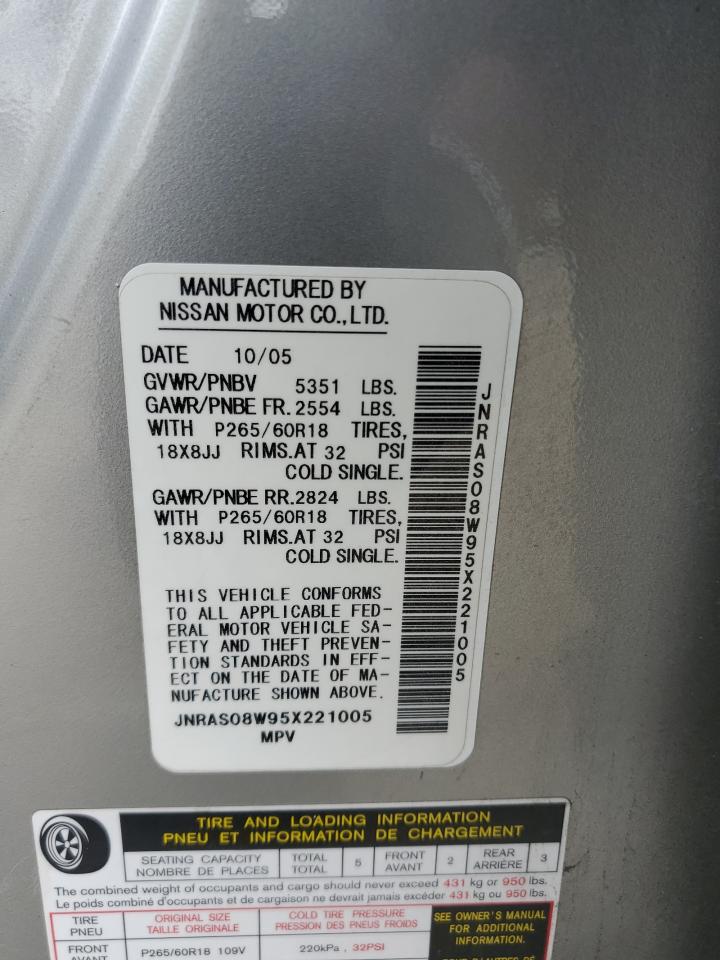 MANUFACTURED BY
NISSAN MOTOR CO.,LTD.
DATE 10/05
GVWR/PNBV 5351 LBS.
GAWR/PNBE FR. 2554 LBS.
WITH P265/60R18 TIRES,
18X8JJ RIMS.AT 32 PSI
COLD SINGLE.
GAWR/PNBE RR. 2824 LBS.
WITH P265/60R18 TIRES,
18X8JJ RIMS.AT 32 PSI
COLD SINGLE.
THIS VEHICLE CONFORMS
TO ALL APPLICABLE FED-
ERAL MOTOR VEHICLE SA-
FETY AND THEFT PREVEN-
TION STANDARDS IN EFF-
ECT ON THE DATE OF MA-
NUFACTURE SHOWN ABOVE.
JNRAS08W95X221005
MPV
JNRAS08W95X221005
TIRE AND LOADING INFORMATION
PNEU ET INFORMATION DE CHARGEMENT
SEATING CAPACITY TOTAL 5 FRONT 2 REAR 3
NOMBRE DE PLACES TOTAL AVANT ARRIÈRE
The combined weight of occupants and cargo should never exceed 431 kg or 950 lbs.
Le poids combiné d'occupants et de cargaison ne devrait jamais excéder 431 kg ou 950 lbs.
TIRE ORIGINAL SIZE COLD TIRE PRESSURE
PNEU TAILLE ORIGINALE PRESSION DES PNEUS FROIDS
SEE OWNER'S MANUAL
FOR ADDITIONAL
INFORMATION.
FRONT P265/60R18 109V 220kPa , 32PSI
AVANT